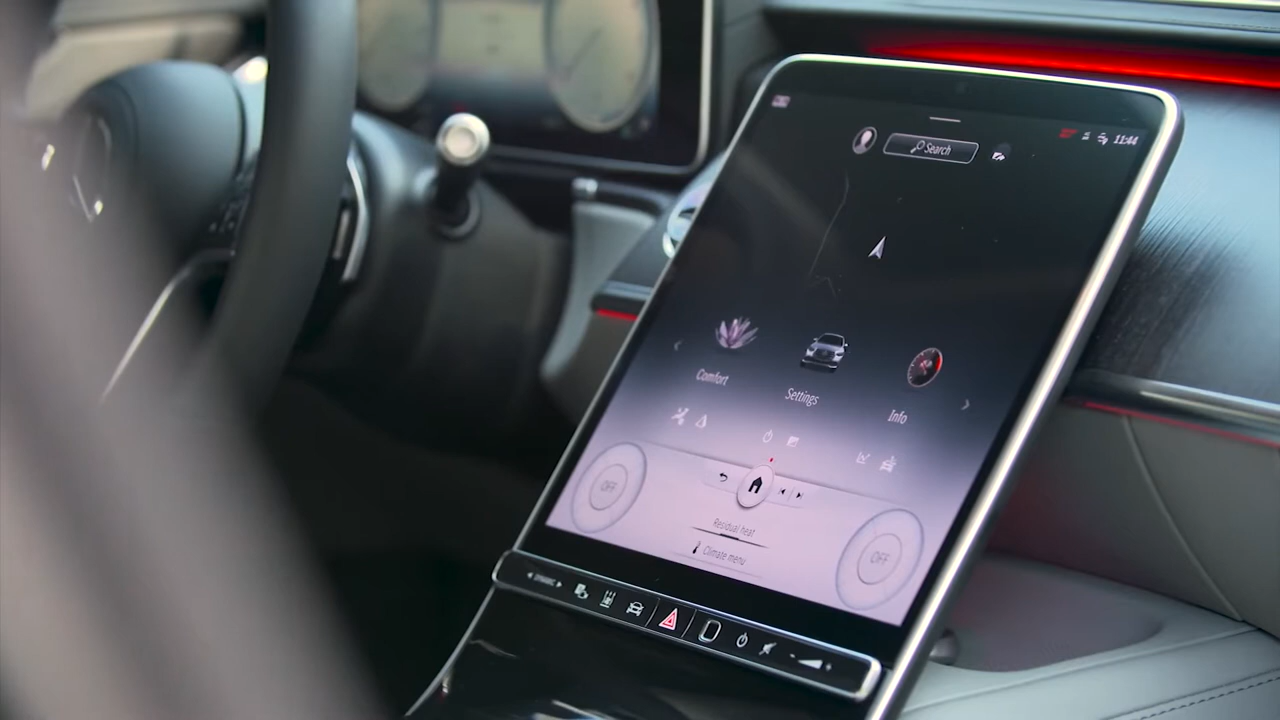 Search
11:44
Comfort
Settings
Info
OFF
OFF
Residual heat
Climate menu
DYNAMIC